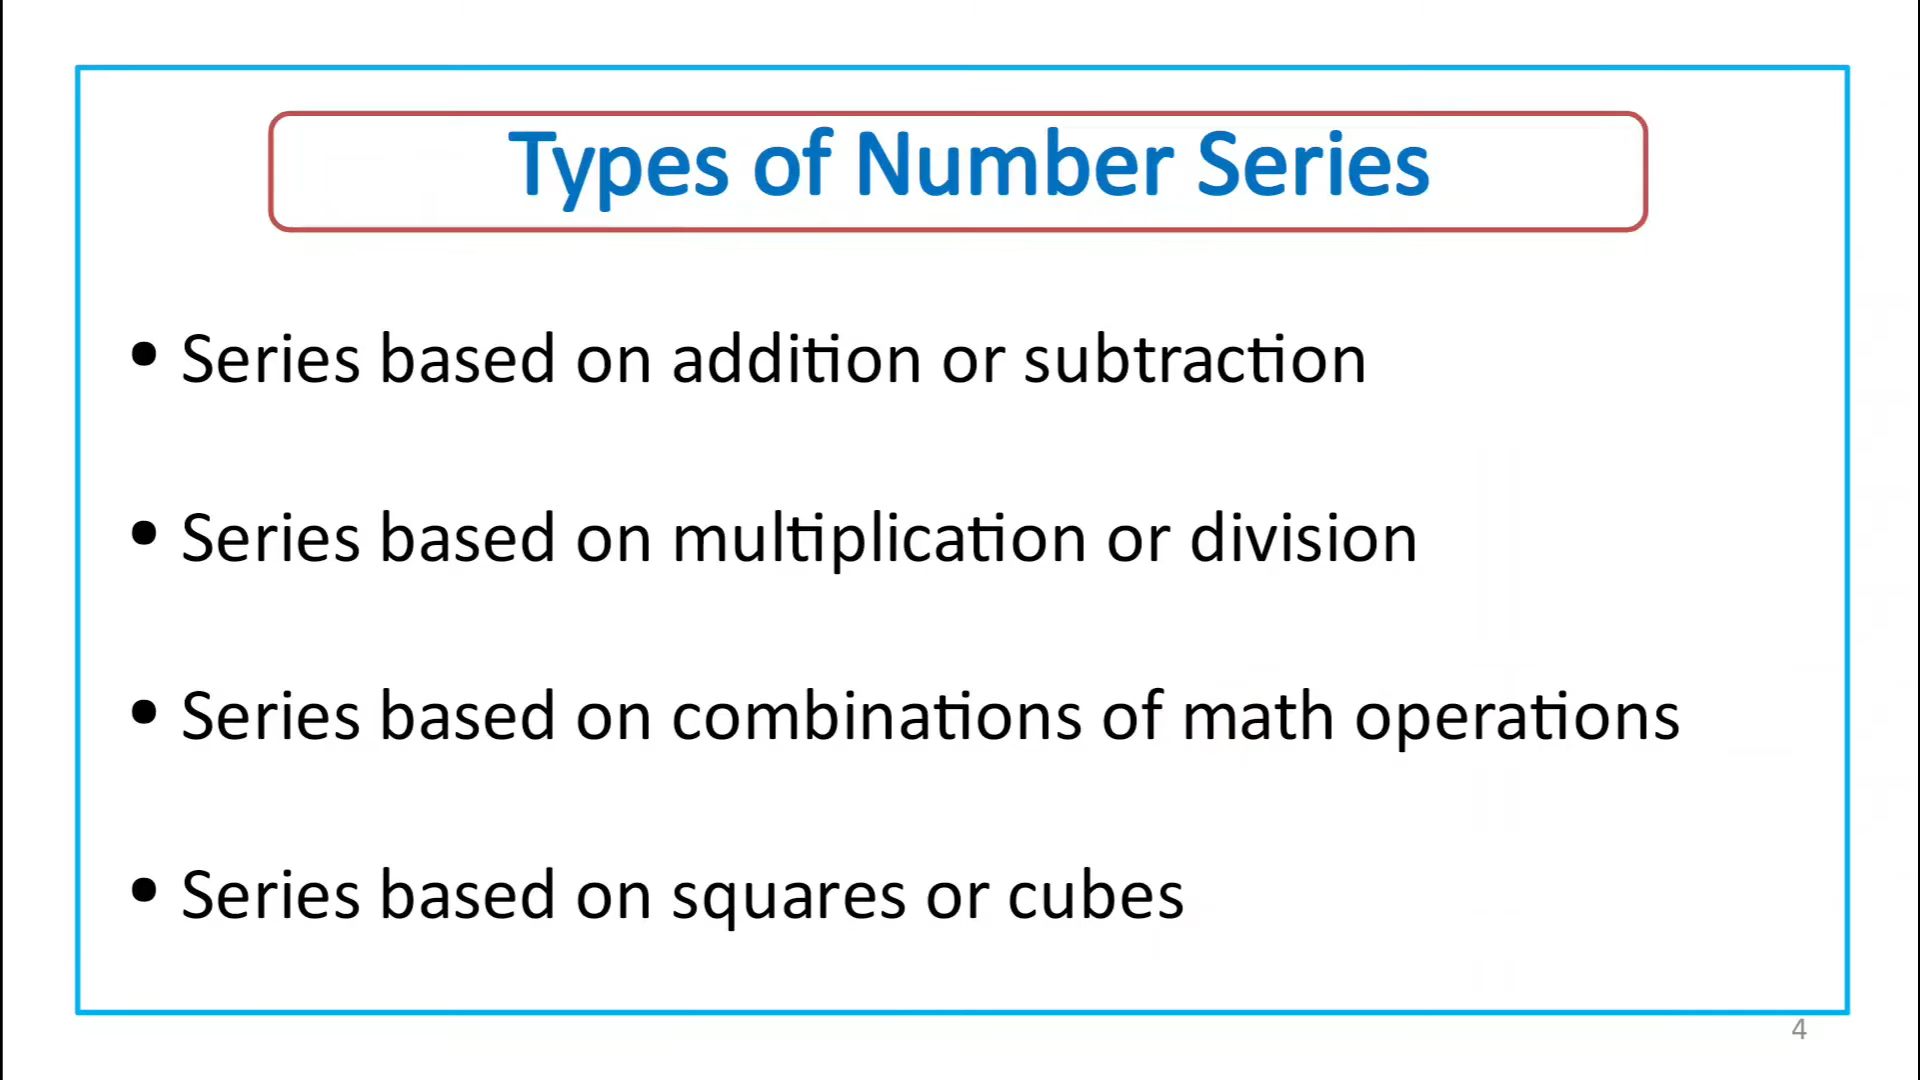 Types of Number Series
• Series based on addition or subtraction
• Series based on multiplication or division
• Series based on combinations of math operations
• Series based on squares or cubes
4